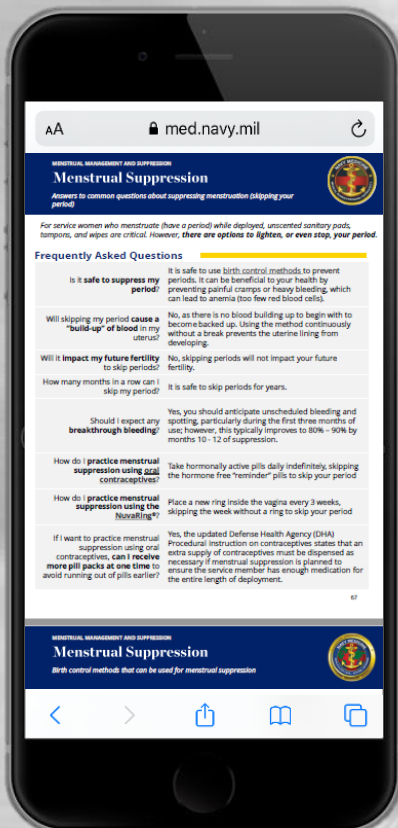 AA
med.navy.mil
MENSTRUAL MANAGEMENT AND SUPPRESSION
Menstrual Suppression
Answers to common questions about suppressing menstruation (skipping your
period)
For service women who menstruate (have a period) while deployed, unscented sanitary pads,
tampons, and wipes are critical. However, there are options to lighten, or even stop, your period.
Frequently Asked Questions
Is it safe to suppress my
period?
It is safe to use birth control methods to prevent
periods. It can be beneficial to your health by
preventing painful cramps or heavy bleeding, which
can lead to anemia (too few red blood cells).
Will skipping my period cause a
"build-up" of blood in my
uterus?
No, as there is no blood building up to begin with to
become backed up. Using the method continuously
without a break prevents the uterine lining from
developing.
Will it impact my future fertility
to skip periods?
No, skipping periods will not impact your future
fertility.
How many months in a row can I
skip my period?
It is safe to skip periods for years.
Should I expect any
breakthrough bleeding?
Yes, you should anticipate unscheduled bleeding and
spotting, particularly during the first three months of
use; however, this typically improves to 80% – 90% by
months 10 - 12 of suppression.
How do I practice menstrual
suppression using oral
contraceptives?
Take hormonally active pills daily indefinitely, skipping
the hormone free "reminder" pills to skip your period
How do I practice menstrual
suppression using the
NuvaRing®?
Place a new ring inside the vagina every 3 weeks,
skipping the week without a ring to skip your period
If I want to practice menstrual
suppression using oral
contraceptives, can I receive
more pill packs at one time to
avoid running out of pills earlier?
Yes, the updated Defense Health Agency (DHA)
Procedural Instruction on contraceptives states that an
extra supply of contraceptives must be dispensed as
necessary if menstrual suppression is planned to
ensure the service member has enough medication for
the entire length of deployment.
67
MENSTRUAL MANAGEMENT AND SUPPRESSION
Menstrual Suppression
Birth control methods that can be used for menstrual suppression